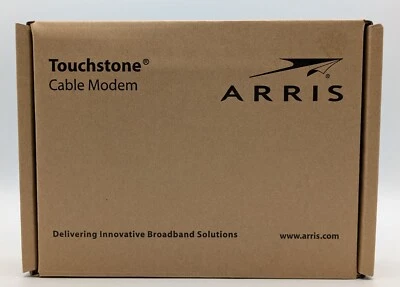 Touchstone®
Cable Modem
ARRIS
Delivering Innovative Broadband Solutions
www.arris.com